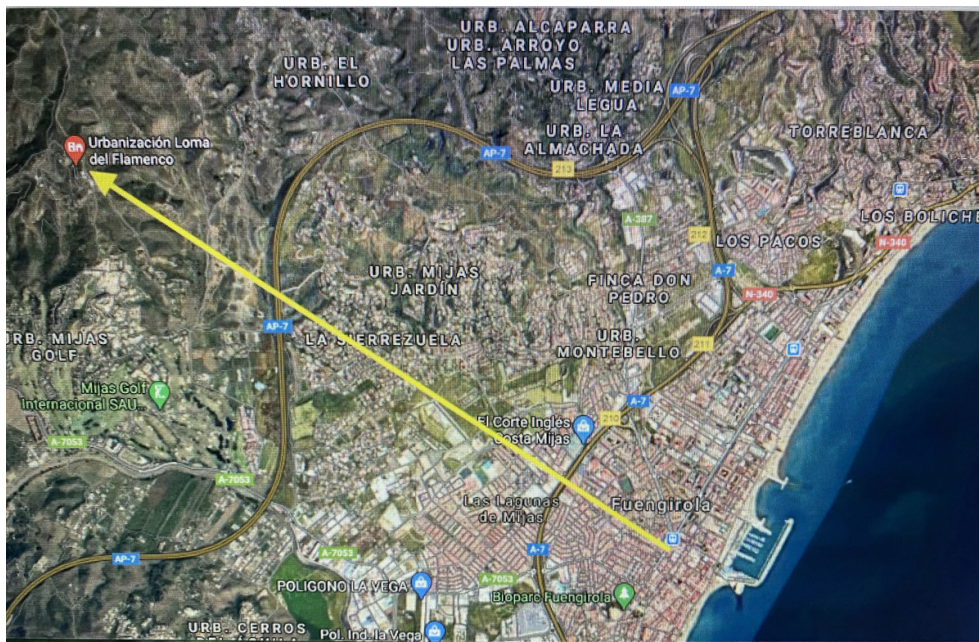 URB. ALCAPARRA
URB. ARROYO
LAS PALMAS
URB. EL
HORNILLO
URB. MEDIA
LEGUA
AP-7
Urbanización Loma
del Flamenco
URB. LA
ALMACHADA
TORREBLANCA
AP-7
213
A-387
LOS BOLICHE
212
LOS PACOS
N-340
URB. MIJAS
JARDÍN
FINCA DON
PEDRO
A-7
N-340
AP-7
URB. MIJAS
GOLF
LA SIERREZUELA
URB.
MONTEBELLO
211
Mijas Golf
Internacional SAU...
A-7
210
El Corte Inglés
Costa Mijas
A-7053
A-7053
Las Lagunas
de Mijas
Fuengirola
AP-7
A-7053
A-7
POLIGONO LA VEGA
A-7053
Bioparc Fuengirola
URB. CERROS
Pol. Ind. la Vega